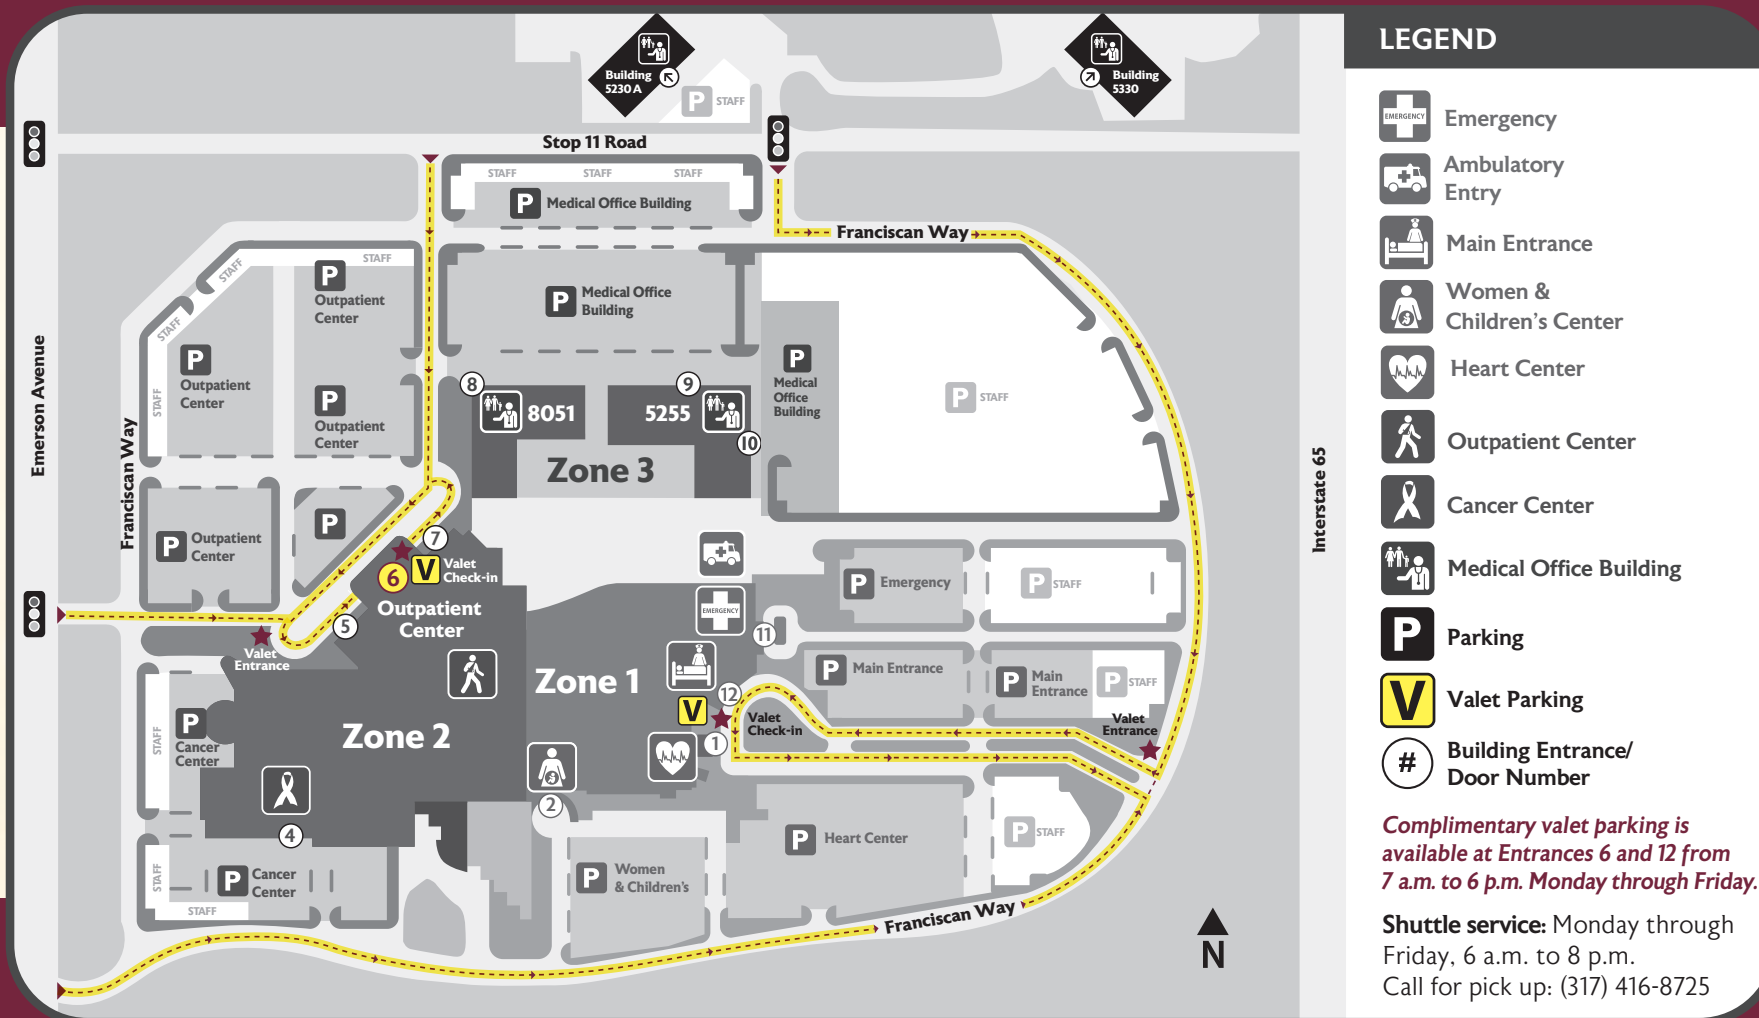 Building
5230 A
P STAFF
Building
5330
Stop 11 Road
STAFF STAFF STAFF
P Medical Office Building
Franciscan Way
STAFF
STAFF
STAFF
STAFF
P
Outpatient
Center
P Medical Office
Building
P
Outpatient
Center
P
Outpatient
Center
P
Medical
Office
Building
P STAFF
Emerson Avenue
Franciscan Way
Interstate 65
8
8051
9
5255
10
Zone 3
P Outpatient
Center
P
7
6
V Valet
Check-in
Outpatient
Center
5
Valet
Entrance
EMERGENCY
11
P Emergency
P STAFF
P Main Entrance
P Main
Entrance
P STAFF
Zone 1
12
V
1
Valet
Check-in
Valet
Entrance
Zone 2
STAFF
P
Cancer
Center
2
4
STAFF
P Cancer
Center
STAFF
P Women
& Children's
P Heart Center
P STAFF
Franciscan Way
N
LEGEND
EMERGENCY
Emergency
Ambulatory
Entry
Main Entrance
Women &
Children's Center
Heart Center
Outpatient Center
Cancer Center
Medical Office Building
P Parking
V Valet Parking
# Building Entrance/
Door Number
Complimentary valet parking is
available at Entrances 6 and 12 from
7 a.m. to 6 p.m. Monday through Friday.
Shuttle service: Monday through
Friday, 6 a.m. to 8 p.m.
Call for pick up: (317) 416-8725